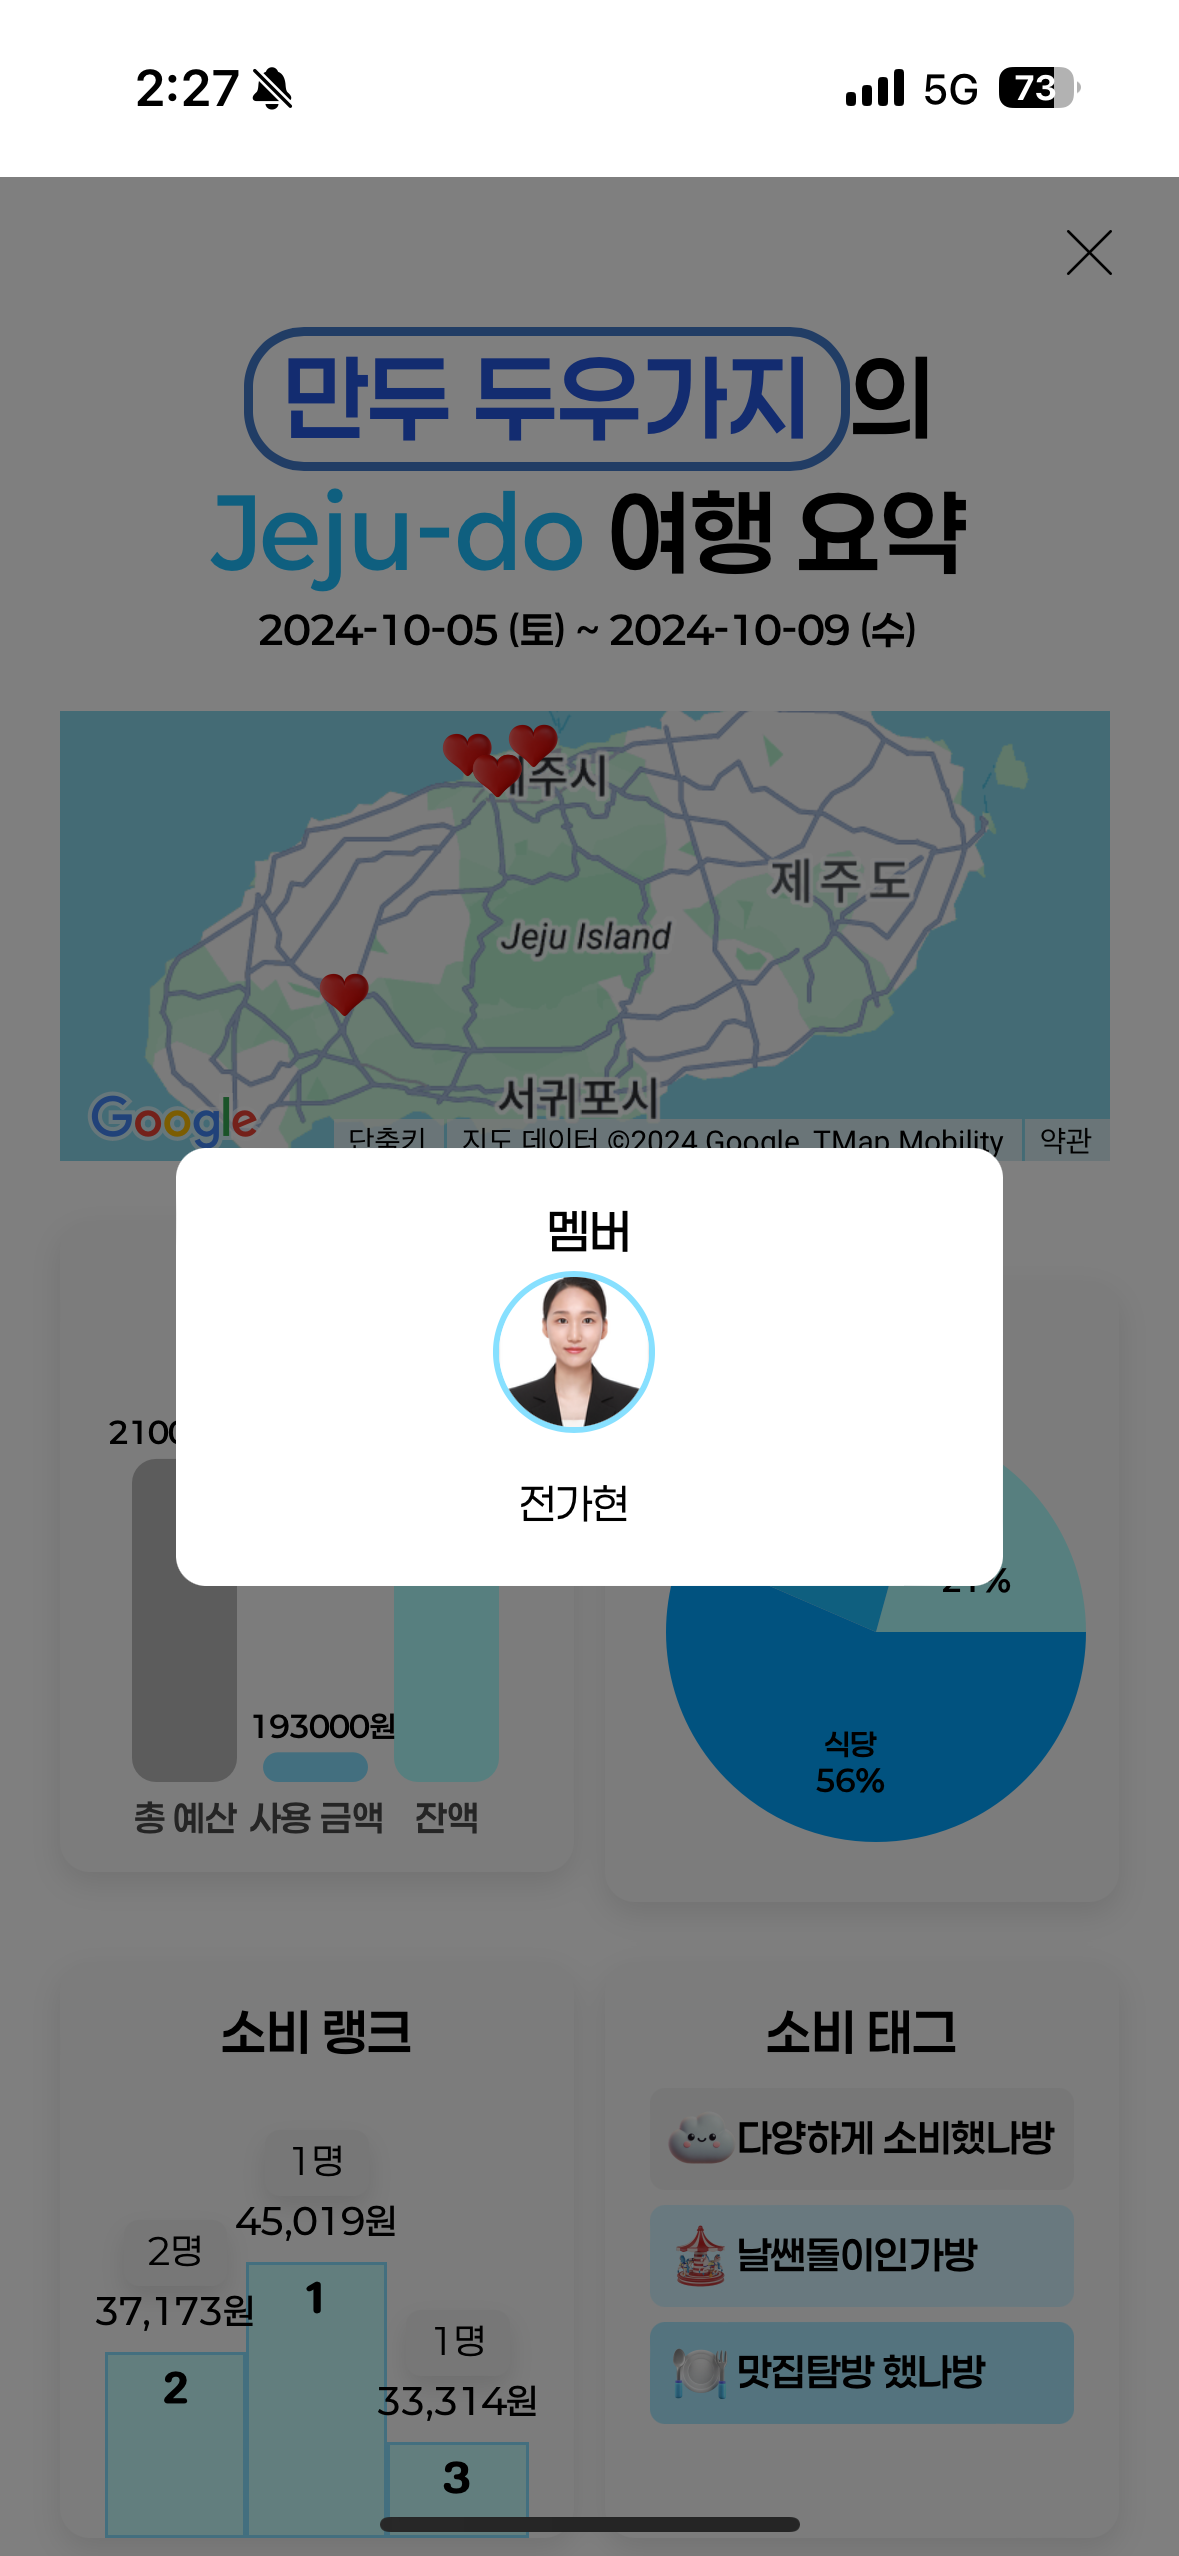 2:27
5G 73
만두 두우가지의
Jeju-do 여행 요약
2024-10-05 (토) ~ 2024-10-09 (수)
제주시
제주도
Jeju Island
서귀포시
Google
단축키 지도 데이터 ©2024 Google, TMap Mobility 약관
멤버
전가현
193000원
총 예산 사용 금액 잔액
21%
식당
56%
소비 랭크
1명
45,019원
2명
37,173원
1명
33,314원
1
2
3
소비 태그
다양하게 소비했나방
날쌘돌이인가방
맛집탐방 했나방